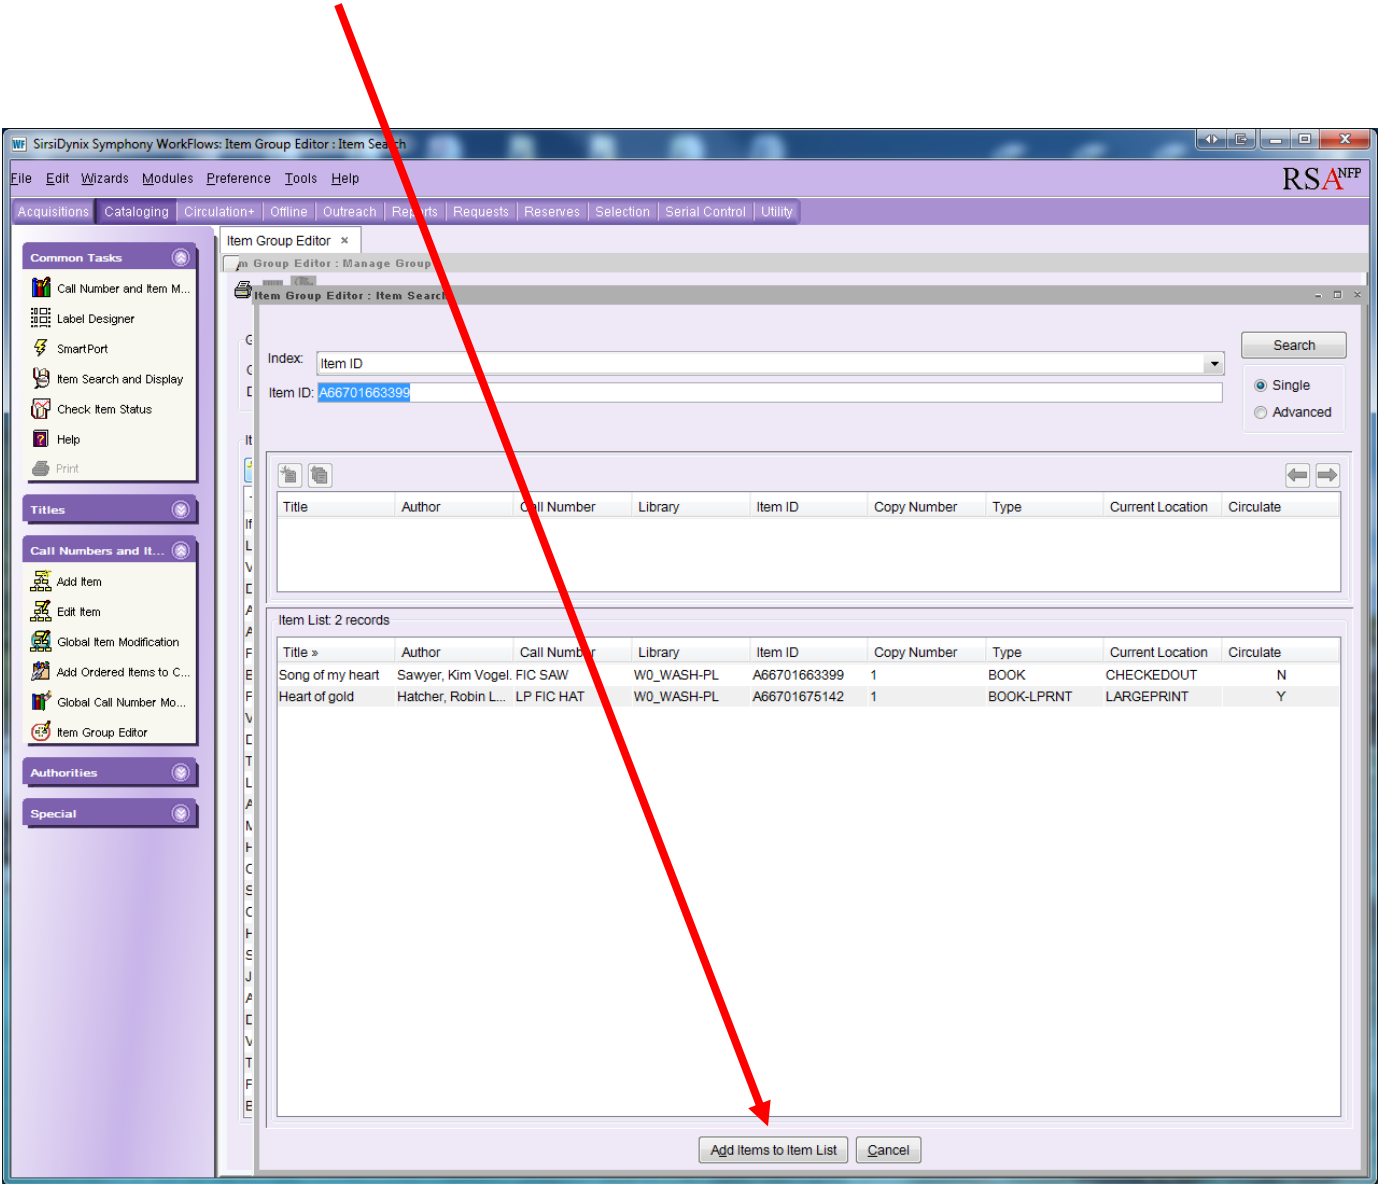 WF SirsiDynix Symphony WorkFlows: Item Group Editor : Item Search
File Edit Wizards Modules Preference Tools Help
RSANFP
Acquisitions Cataloging Circulation+ Offline Outreach Reports Requests Reserves Selection Serial Control Utility
Common Tasks
Call Number and Item M...
Label Designer
SmartPort
Item Search and Display
Check Item Status
Help
Print
Titles
Call Numbers and It...
Add Item
Edit Item
Global Item Modification
Add Ordered Items to C...
Global Call Number Mo...
Item Group Editor
Authorities
Special
Item Group Editor ×
m Group Editor : Manage Group
Item Group Editor : Item Search
Index: Item ID
Search
Item ID: A66701663399
Single
Advanced
Title Author Call Number Library Item ID Copy Number Type Current Location Circulate
Item List: 2 records
Title » Author Call Number Library Item ID Copy Number Type Current Location Circulate
Song of my heart Sawyer, Kim Vogel. FIC SAW W0_WASH-PL A66701663399 1 BOOK CHECKEDOUT N
Heart of gold Hatcher, Robin L... LP FIC HAT W0_WASH-PL A66701675142 1 BOOK-LPRNT LARGEPRINT Y
Add Items to Item List Cancel